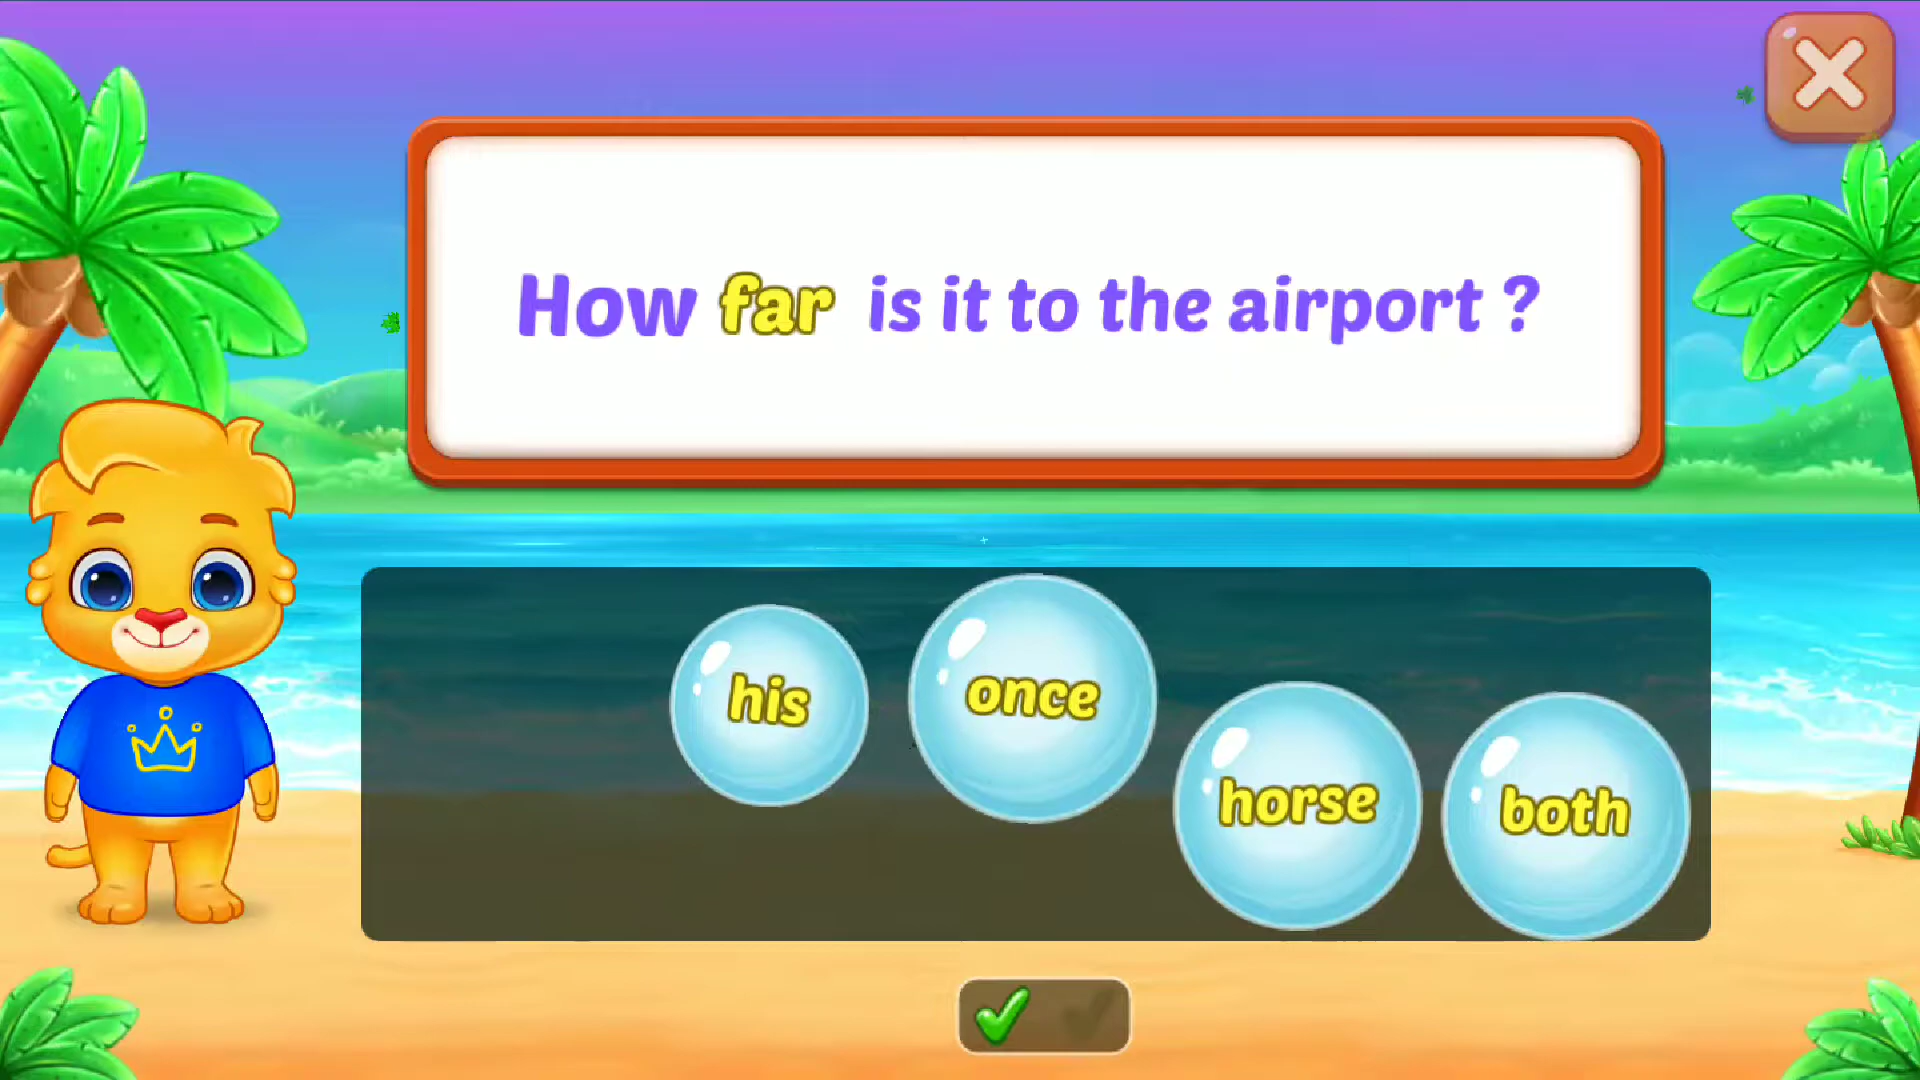 How far is it to the airport ?
his
once
horse
both